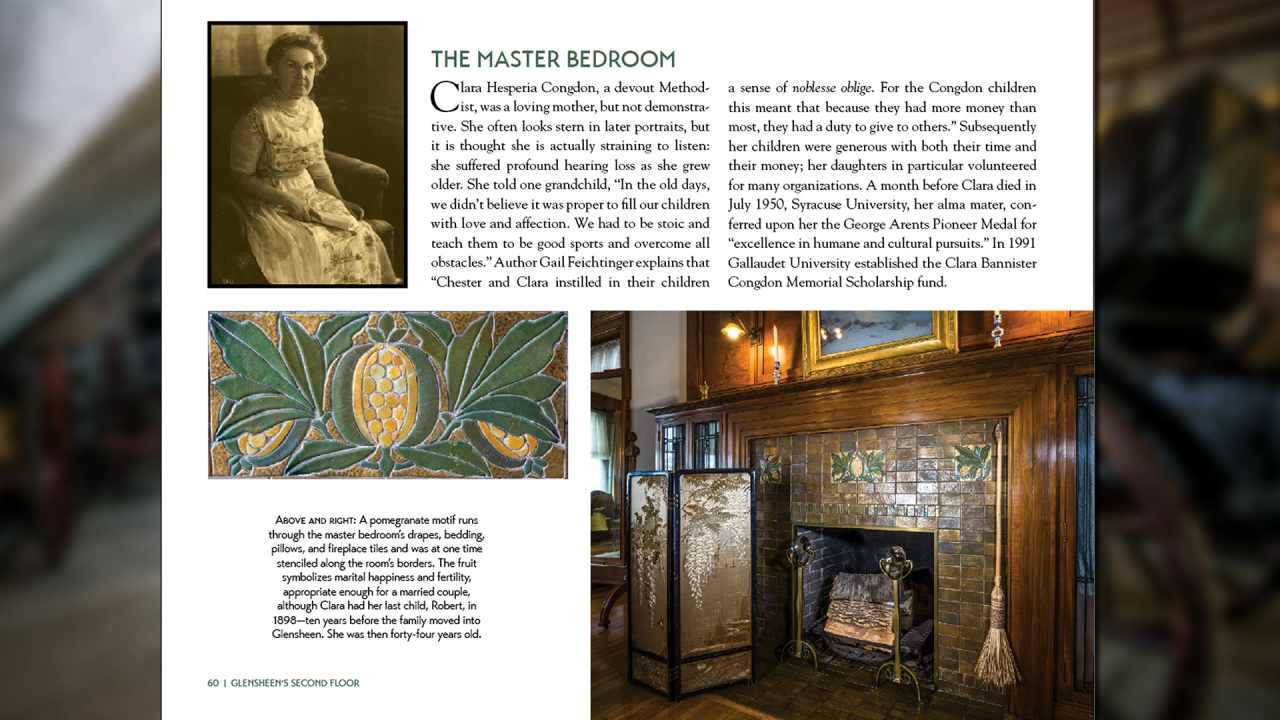 THE MASTER BEDROOM
Clara Hesperia Congdon, a devout Method-
ist, was a loving mother, but not demonstra-
tive. She often looks stern in later portraits, but
it is thought she is actually straining to listen:
she suffered profound hearing loss as she grew
older. She told one grandchild, “In the old days,
we didn’t believe it was proper to fill our children
with love and affection. We had to be stoic and
teach them to be good sports and overcome all
obstacles.” Author Gail Feichtinger explains that
“Chester and Clara instilled in their children
a sense of noblesse oblige. For the Congdon children
this meant that because they had more money than
most, they had a duty to give to others.” Subsequently
her children were generous with both their time and
their money; her daughters in particular volunteered
for many organizations. A month before Clara died in
July 1950, Syracuse University, her alma mater, con-
ferred upon her the George Arents Pioneer Medal for
“excellence in humane and cultural pursuits.” In 1991
Gallaudet University established the Clara Bannister
Congdon Memorial Scholarship fund.
ABOVE AND RIGHT: A pomegranate motif runs
through the master bedroom’s drapes, bedding,
pillows, and fireplace tiles and was at one time
stenciled along the room’s borders. The fruit
symbolizes marital happiness and fertility,
appropriate enough for a married couple,
although Clara had her last child, Robert, in
1898—ten years before the family moved into
Glensheen. She was then forty-four years old.
60 | GLENSHEEN’S SECOND FLOOR